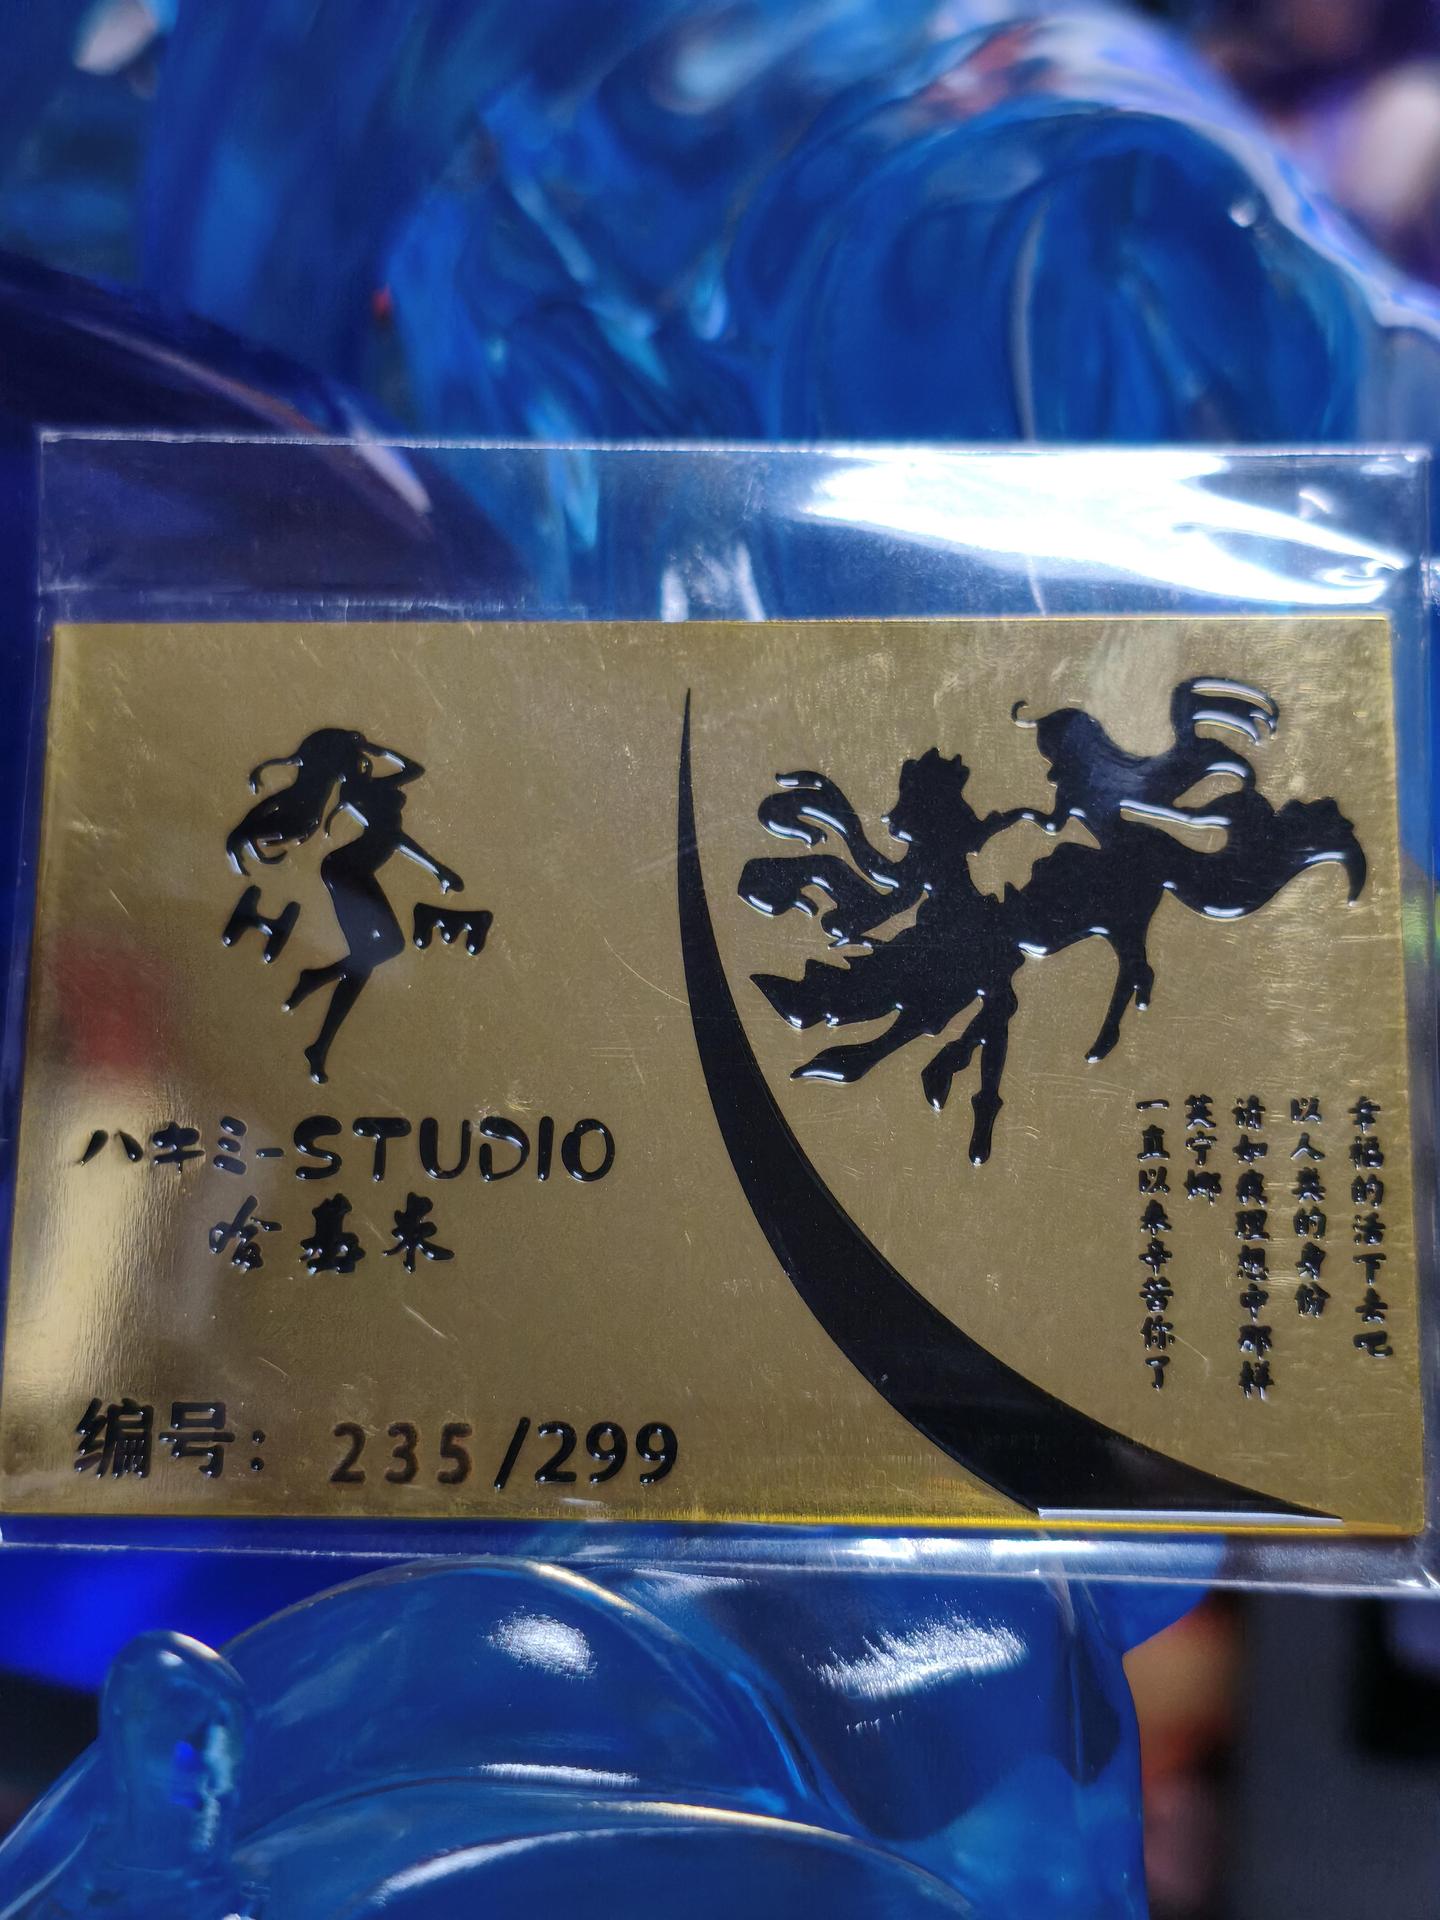 H E
ハキミ-STUDIO
哈基米
编号：235/299
幸福的活下去吧
以人类的身份
请如我理想中那样
芙宁娜
一直以来辛苦你了